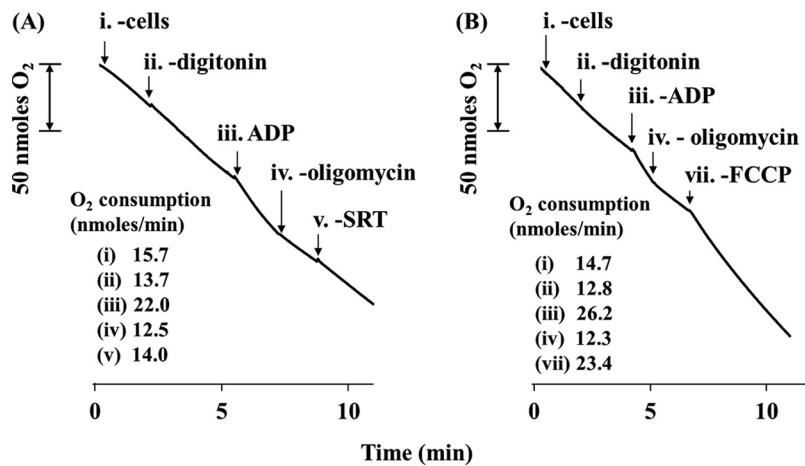 (A)
i. -cells
ii. -digitonin
iii. ADP
iv. -oligomycin
v. -SRT
50 nmoles O2
O2 consumption
(nmoles/min)
(i) 15.7
(ii) 13.7
(iii) 22.0
(iv) 12.5
(v) 14.0
0 5 10
(B)
i. -cells
ii. -digitonin
iii. -ADP
iv. - oligomycin
vii. -FCCP
50 nmoles O2
O2 consumption
(nmoles/min)
(i) 14.7
(ii) 12.8
(iii) 26.2
(iv) 12.3
(vii) 23.4
0 5 10
Time (min)